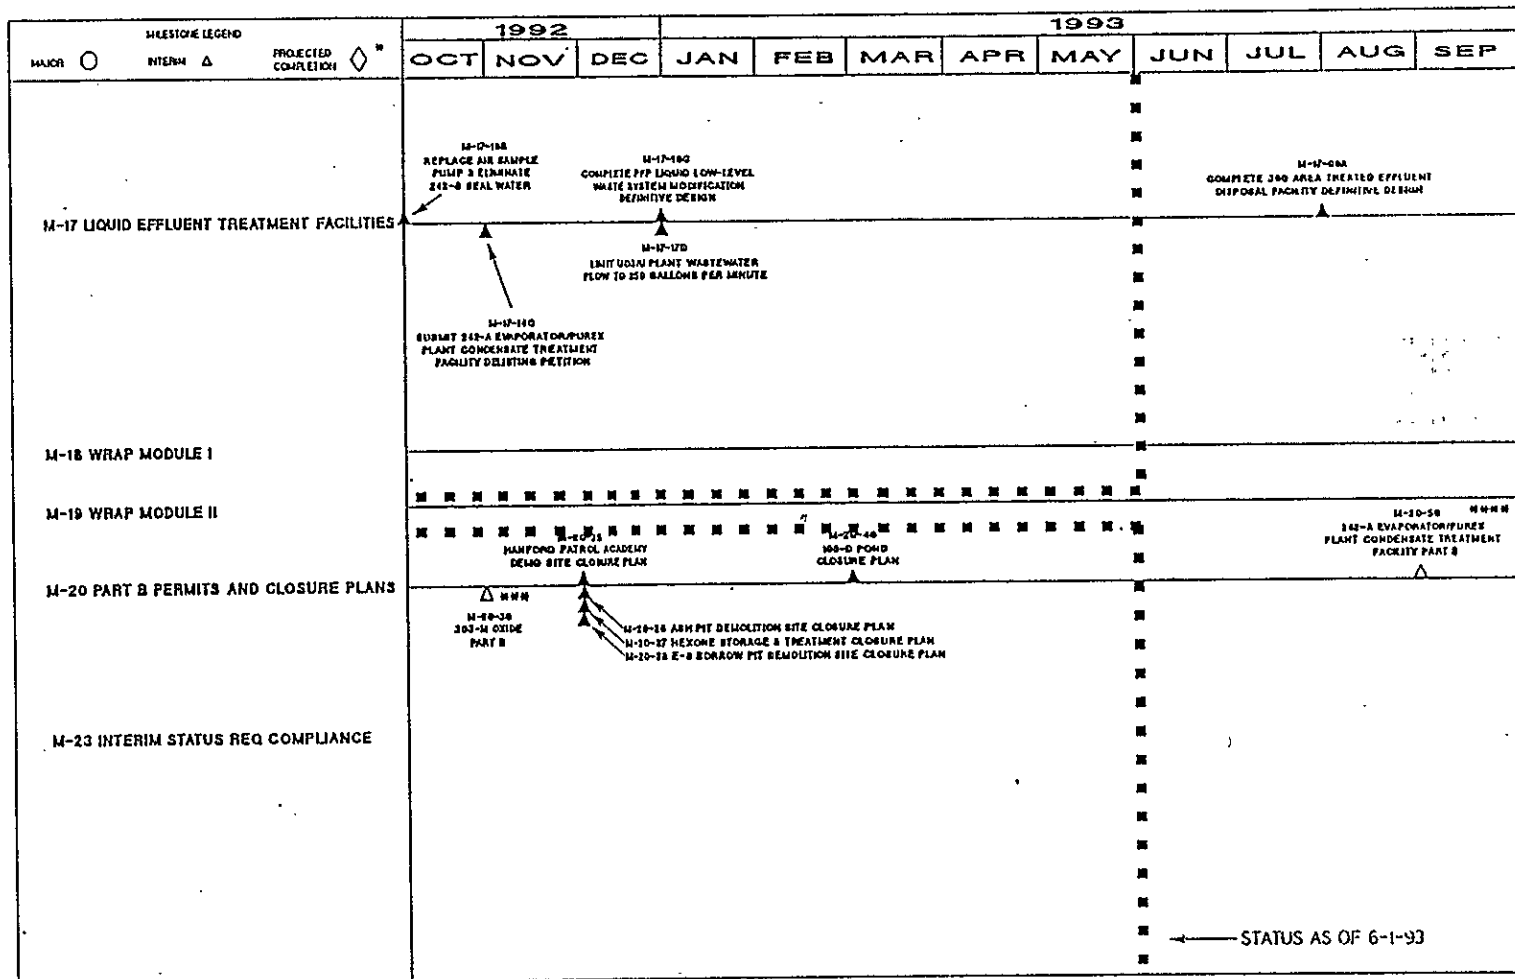 MILESTONE LEGEND
MAJOR INTERIM PROJECTED COMPLETION *
1992 1993
OCT NOV DEC JAN FEB MAR APR MAY JUN JUL AUG SEP
REPLACE AIR SAMPLE
PUMP & ELIMINATE
SEAL WATER
COMPLETE PFP LIQUID LOW-LEVEL
WASTE SYSTEM MODIFICATION
DEFINITIVE DESIGN
COMPLETE 300 AREA TREATED EFFLUENT
DISPOSAL FACILITY DEFINITIVE DESIGN
M-17 LIQUID EFFLUENT TREATMENT FACILITIES
M-17-17D
PLANT WASTEWATER
FLOW TO GALLONS PER MINUTE
SUBMIT 242-A EVAPORATOR/PUREX
PLANT CONDENSATE TREATMENT
FACILITY DELISTING PETITION
M-18 WRAP MODULE I
M-19 WRAP MODULE II
HANFORD PATROL ACADEMY
DEMO SITE CLOSURE PLAN
POND
CLOSURE PLAN
****
242-A EVAPORATOR/PUREX
PLANT CONDENSATE TREATMENT
FACILITY PART B
M-20 PART B PERMITS AND CLOSURE PLANS
***
OXIDE
PART B
ASH PIT DEMOLITION SITE CLOSURE PLAN
M-20-27 HEXONE STORAGE & TREATMENT CLOSURE PLAN
BORROW PIT DEMOLITION SITE CLOSURE PLAN
M-23 INTERIM STATUS REQ COMPLIANCE
STATUS AS OF 6-1-93